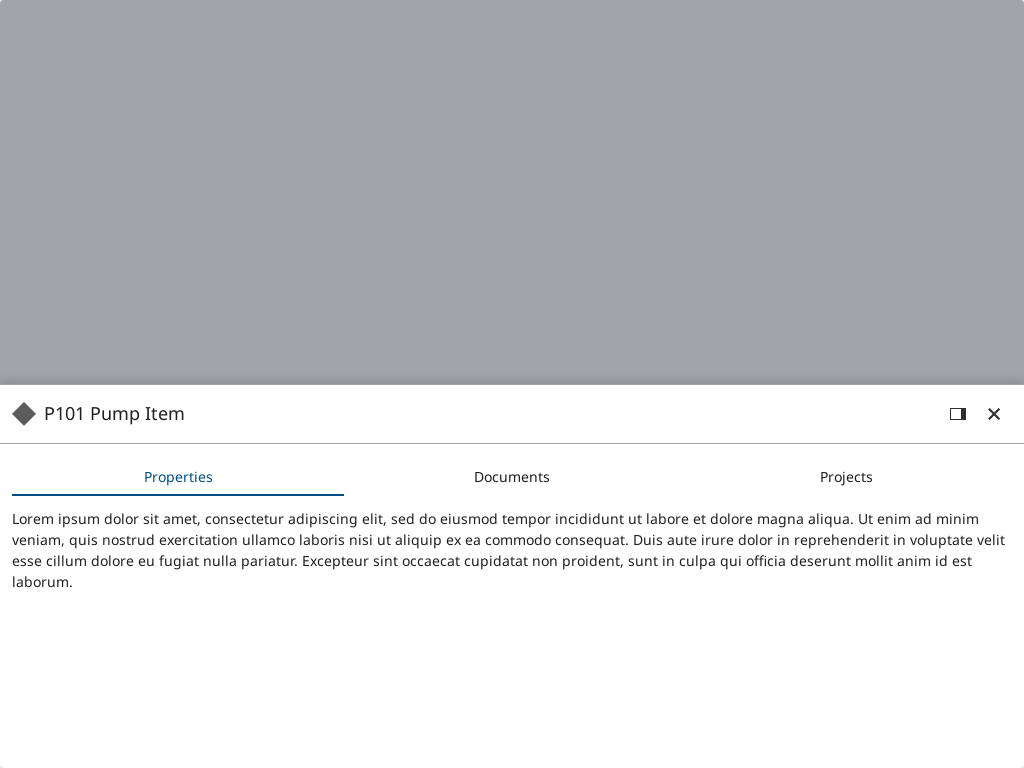 P101 Pump Item
Properties
Documents
Projects
Lorem ipsum dolor sit amet, consectetur adipiscing elit, sed do eiusmod tempor incididunt ut labore et dolore magna aliqua. Ut enim ad minim
veniam, quis nostrud exercitation ullamco laboris nisi ut aliquip ex ea commodo consequat. Duis aute irure dolor in reprehenderit in voluptate velit
esse cillum dolore eu fugiat nulla pariatur. Excepteur sint occaecat cupidatat non proident, sunt in culpa qui officia deserunt mollit anim id est
laborum.